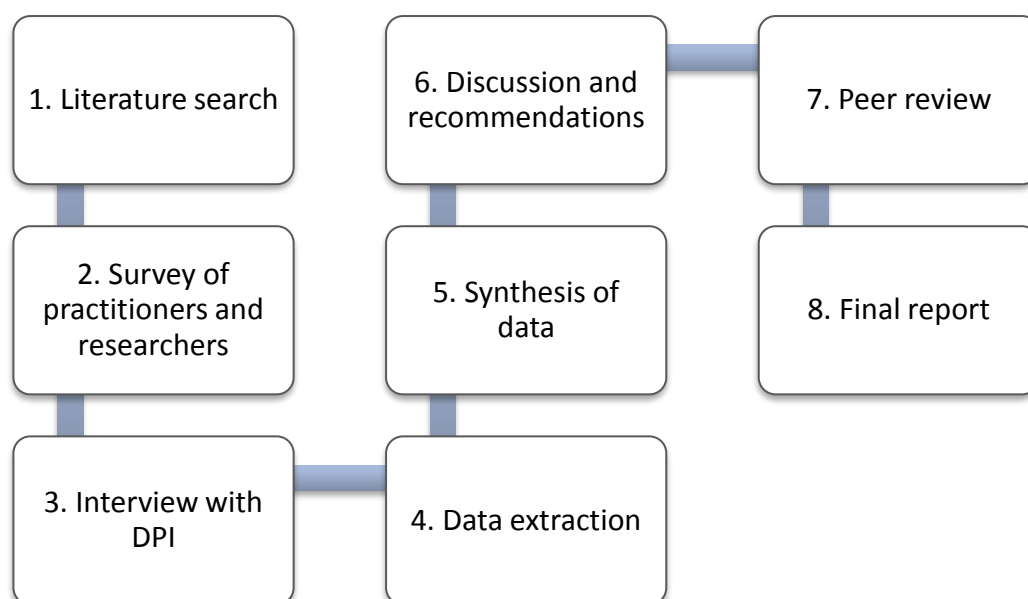 1. Literature search
2. Survey of
practitioners and
researchers
3. Interview with
DPI
4. Data extraction
5. Synthesis of
data
6. Discussion and
recommendations
7. Peer review
8. Final report